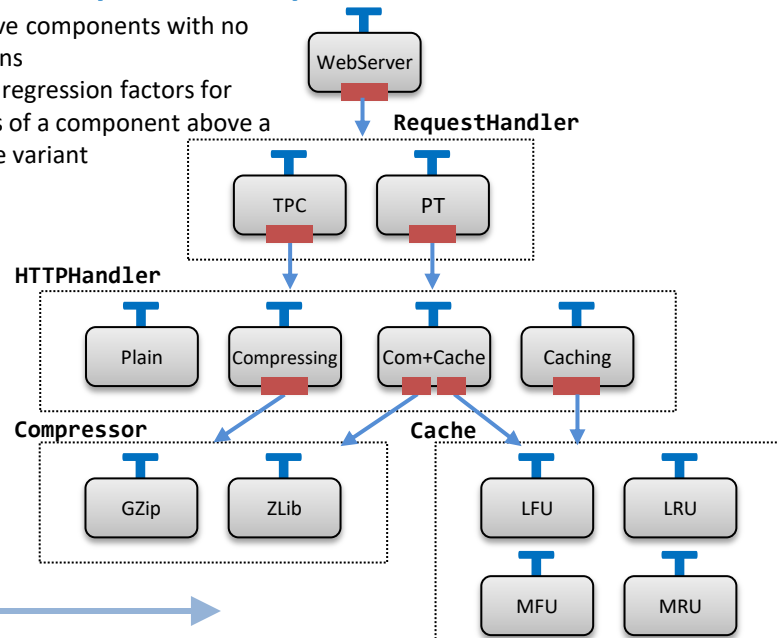 ve components with no
ns
regression factors for
s of a component above a
e variant
WebServer
RequestHandler
TPC
PT
HTTPHandler
Plain
Compressing
Com+Cache
Caching
Compressor
Cache
GZip
ZLib
LFU
LRU
MFU
MRU